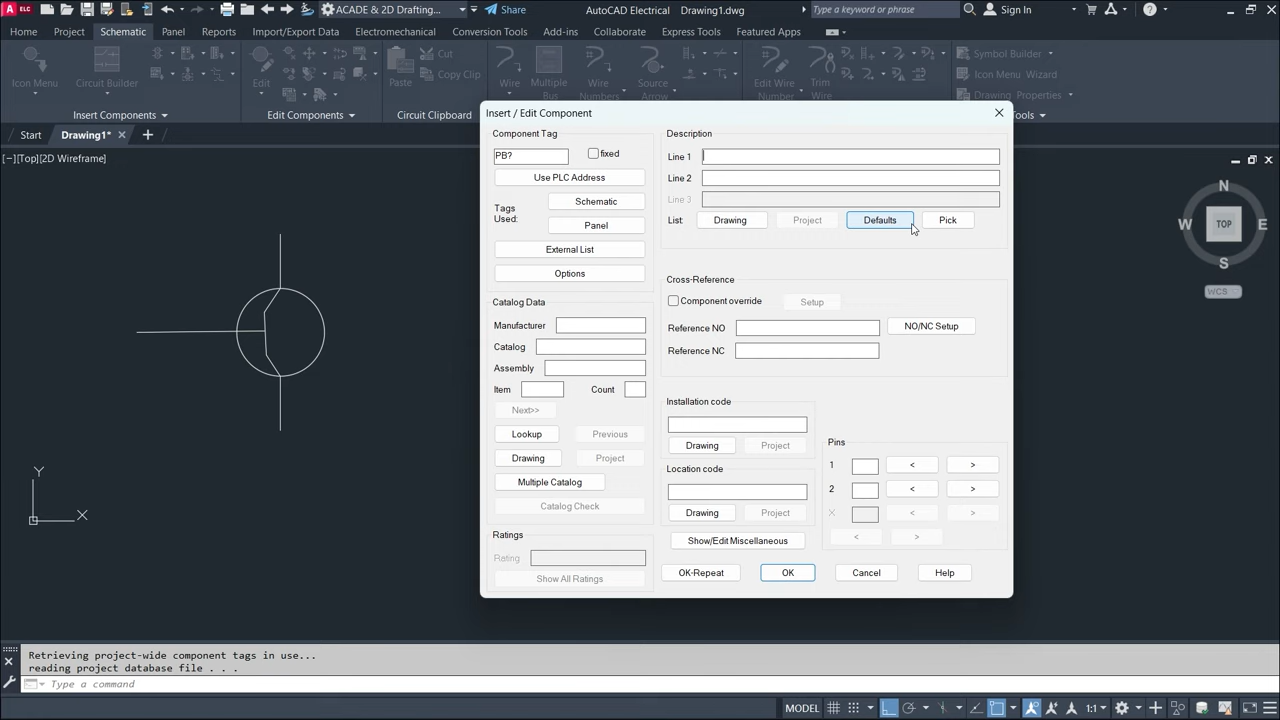 A ELC ACADE & 2D Drafting... Share AutoCAD Electrical Drawing1.dwg Type a keyword or phrase Sign In
Home Project Schematic Panel Reports Import/Export Data Electromechanical Conversion Tools Add-ins Collaborate Featured Apps
Icon Menu Circuit Builder Edit Paste Cut Copy Clip Wire Multiple Bus Wire Numbers Source Arrow Edit Wire Number Trim Wire Symbol Builder Icon Menu Wizard Drawing Properties
Insert Components Edit Components Circuit Clipboard Tools
Start Drawing1* +
[−][Top][2D Wireframe]
Insert / Edit Component
Component Tag
PB?
fixed
Use PLC Address
Tags Used:
Schematic
Panel
External List
Options
Catalog Data
Manufacturer
Catalog
Assembly
Item Count
Next>>
Lookup Previous
Drawing Project
Multiple Catalog
Catalog Check
Ratings
Rating
Show All Ratings
Description
Line 1
Line 2
Line 3
List: Drawing Project Defaults Pick
Cross-Reference
Component override Setup
Reference NO NO/NC Setup
Reference NC
Installation code
Drawing Project
Location code
Drawing Project
Show/Edit Miscellaneous
Pins
1 < >
2 < >
X < >
< >
OK-Repeat OK Cancel Help
N
W TOP E
S
WCS
Y
X
Retrieving project-wide component tags in use...
reading project database file . . .
Type a command
MODEL 1:1